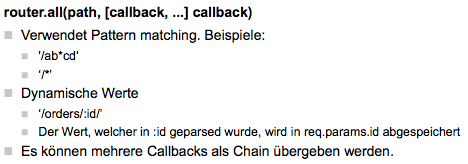 router.all(path, [callback, ...] callback)
Verwendet Pattern matching. Beispiele:
'/ab*cd'
'/*'
Dynamische Werte
'/orders/:id/'
Der Wert, welcher in :id geparsed wurde, wird in req.params.id abgespeichert
Es können mehrere Callbacks als Chain übergeben werden.